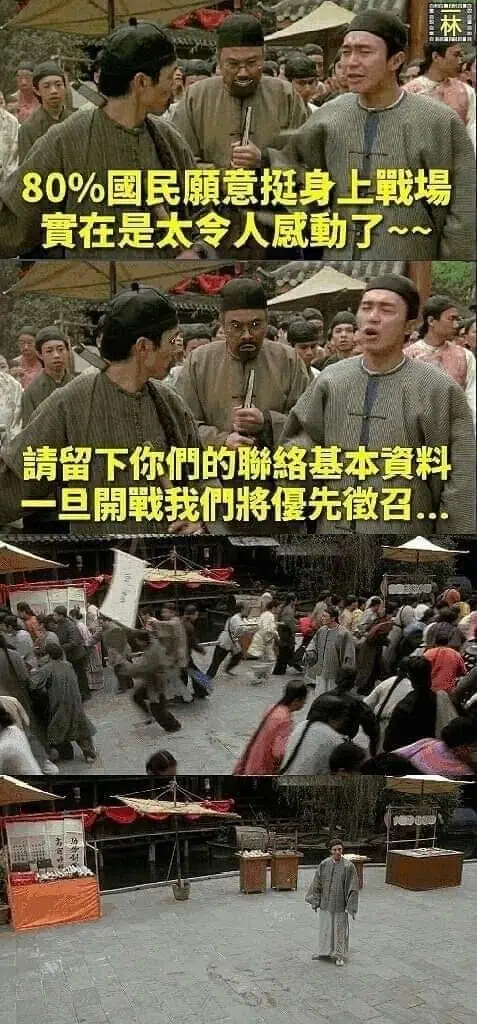 林
80%國民願意挺身上戰場
實在是太令人感動了~~
請留下你們的聯絡基本資料
一旦開戰我們將優先徵召...